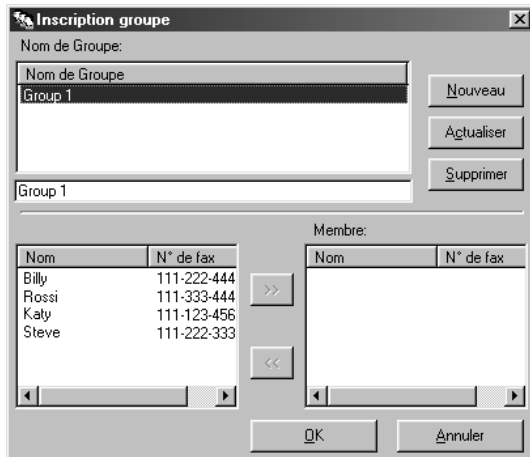 Inscription groupe
Nom de Groupe:
Nom de Groupe
Group 1
Nouveau
Actualiser
Supprimer
Group 1
Membre:
Nom N° de fax
Billy 111-222-444
Rossi 111-333-444
Katy 111-123-456
Steve 111-222-333
>>
<<
Nom N° de fax
OK Annuler